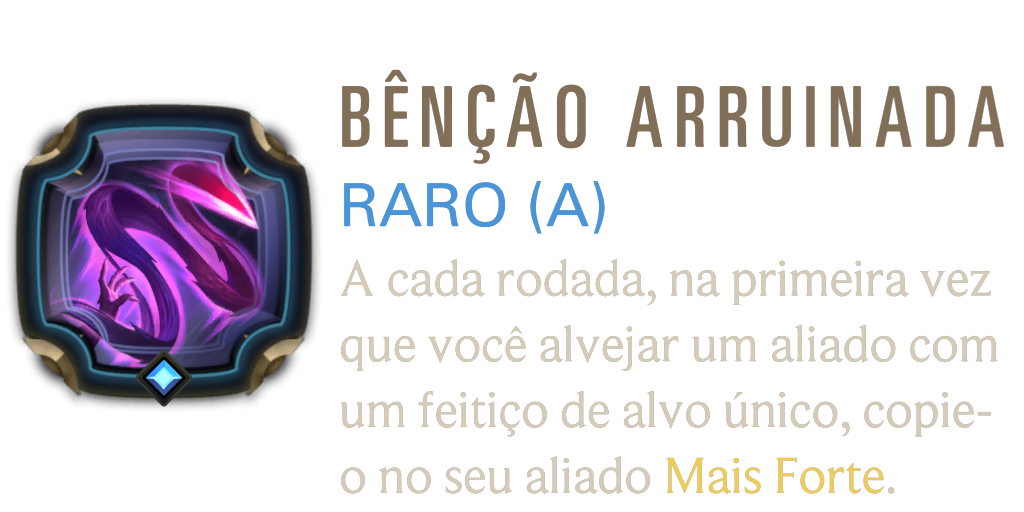 BÊNÇÃO ARRUINADA
RARO (A)
A cada rodada, na primeira vez
que você alvejar um aliado com
um feitiço de alvo único, copie-
o no seu aliado Mais Forte.